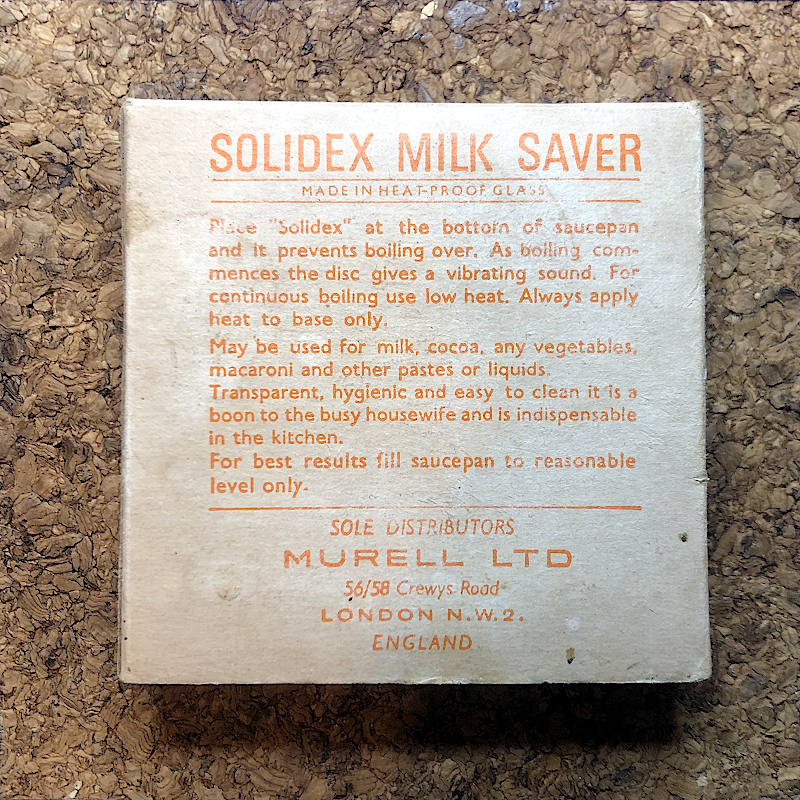 SOLIDEX MILK SAVER
MADE IN HEAT-PROOF GLASS
Place "Solidex" at the bottom of saucepan
and it prevents boiling over. As boiling com-
mences the disc gives a vibrating sound. For
continuous boiling use low heat. Always apply
heat to base only.
May be used for milk, cocoa, any vegetables,
macaroni and other pastes or liquids.
Transparent, hygienic and easy to clean it is a
boon to the busy housewife and is indispensable
in the kitchen.
For best results fill saucepan to reasonable
level only.
SOLE DISTRIBUTORS
MURELL LTD
56/58 Crewys Road
LONDON N.W.2.
ENGLAND